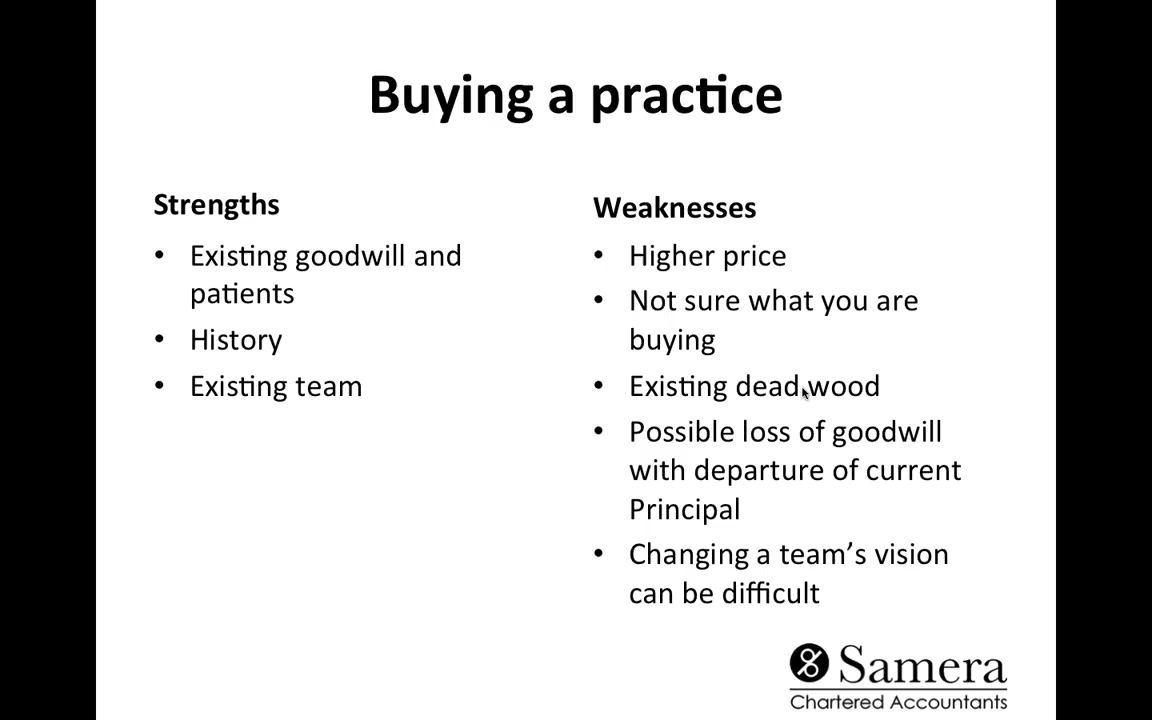 Buying a practice
Strengths
• Existing goodwill and
patients
• History
• Existing team
Weaknesses
• Higher price
• Not sure what you are
buying
• Existing dead wood
• Possible loss of goodwill
with departure of current
Principal
• Changing a team’s vision
can be difficult
Samera
Chartered Accountants